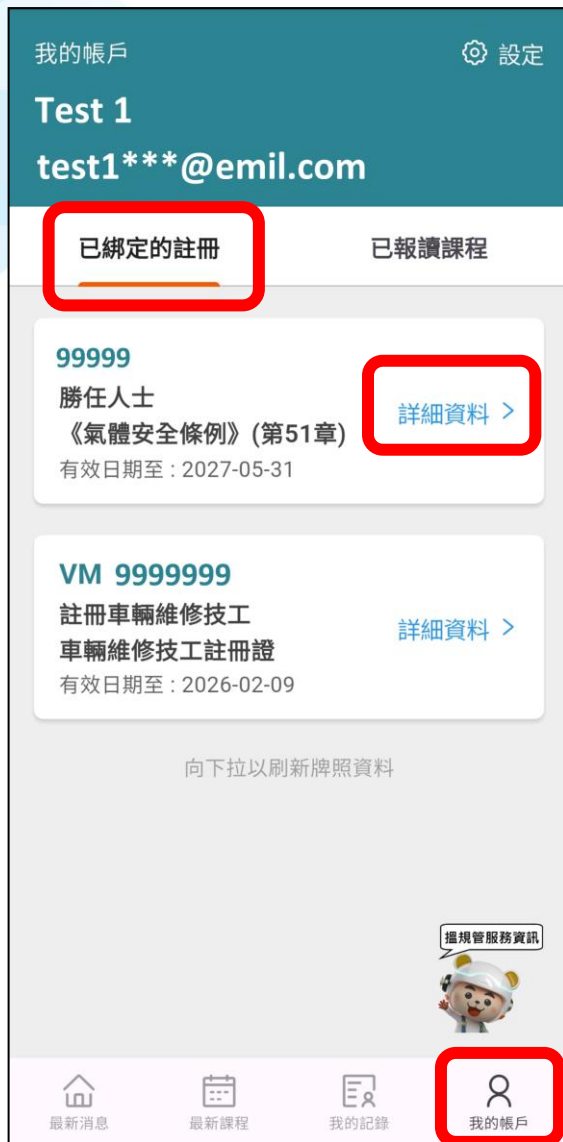 我的帳戶
設定
Test 1
test1***@emil.com
已綁定的註冊
已報讀課程
99999
勝任人士
《氣體安全條例》(第51章)
有效日期至 : 2027-05-31
詳細資料 >
VM 9999999
註冊車輛維修技工
車輛維修技工註冊證
有效日期至 : 2026-02-09
詳細資料 >
向下拉以刷新牌照資料
搵規管服務資訊
最新消息
最新課程
我的記錄
我的帳戶